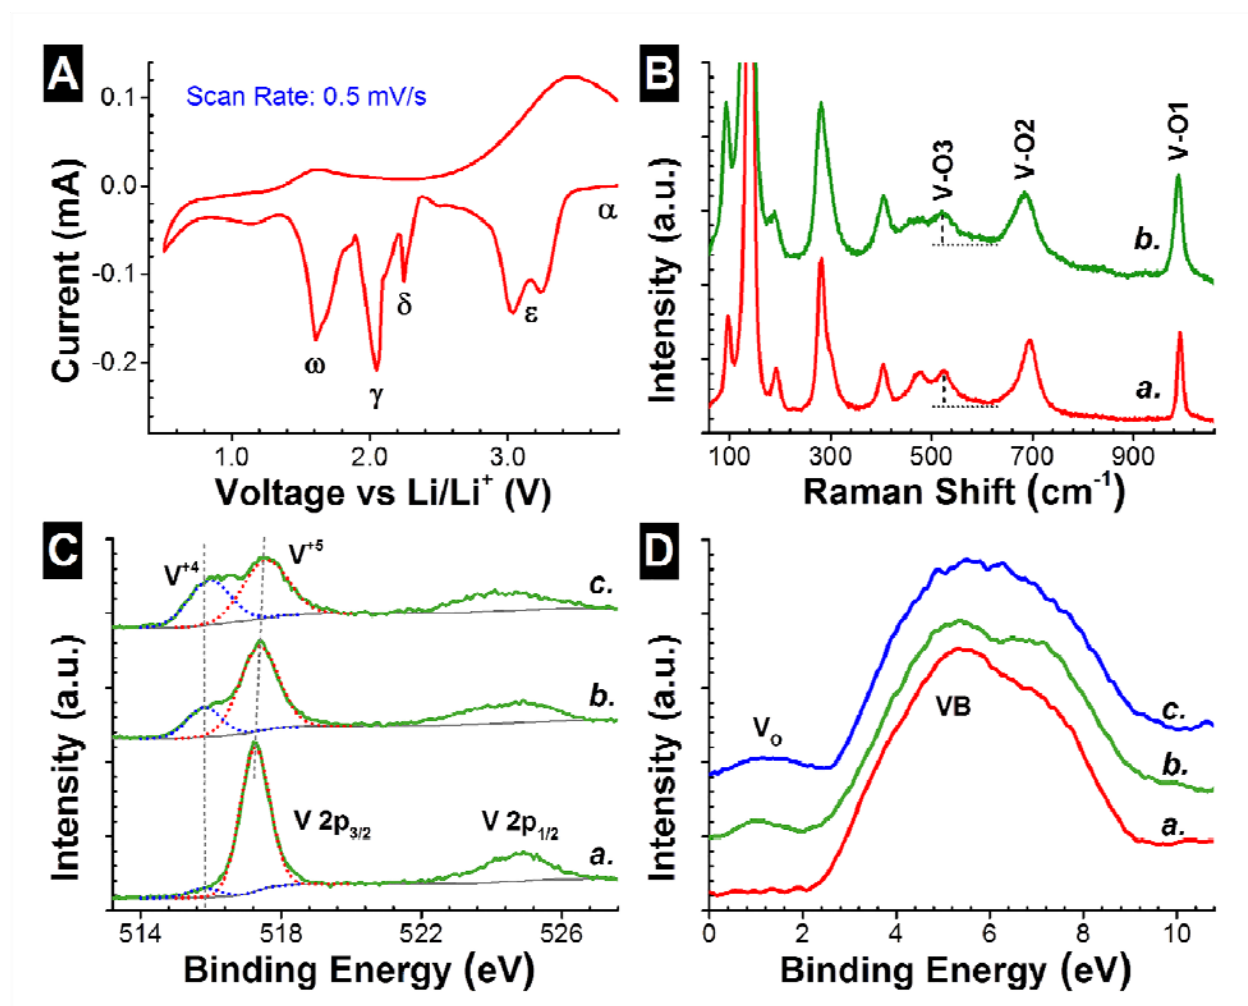 A
Scan Rate: 0.5 mV/s
0.1
0.0
-0.1
-0.2
α
δ
ε
ω
γ
Current (mA)
1.0 2.0 3.0
Voltage vs Li/Li⁺ (V)
B
V-O3
V-O2
V-O1
b.
a.
Intensity (a.u.)
100 300 500 700 900
Raman Shift (cm⁻¹)
C
V⁺⁴
V⁺⁵
c.
b.
V 2p₃/₂
V 2p₁/₂
a.
Intensity (a.u.)
514 518 522 526
Binding Energy (eV)
D
V₀
VB
c.
b.
a.
Intensity (a.u.)
0 2 4 6 8 10
Binding Energy (eV)